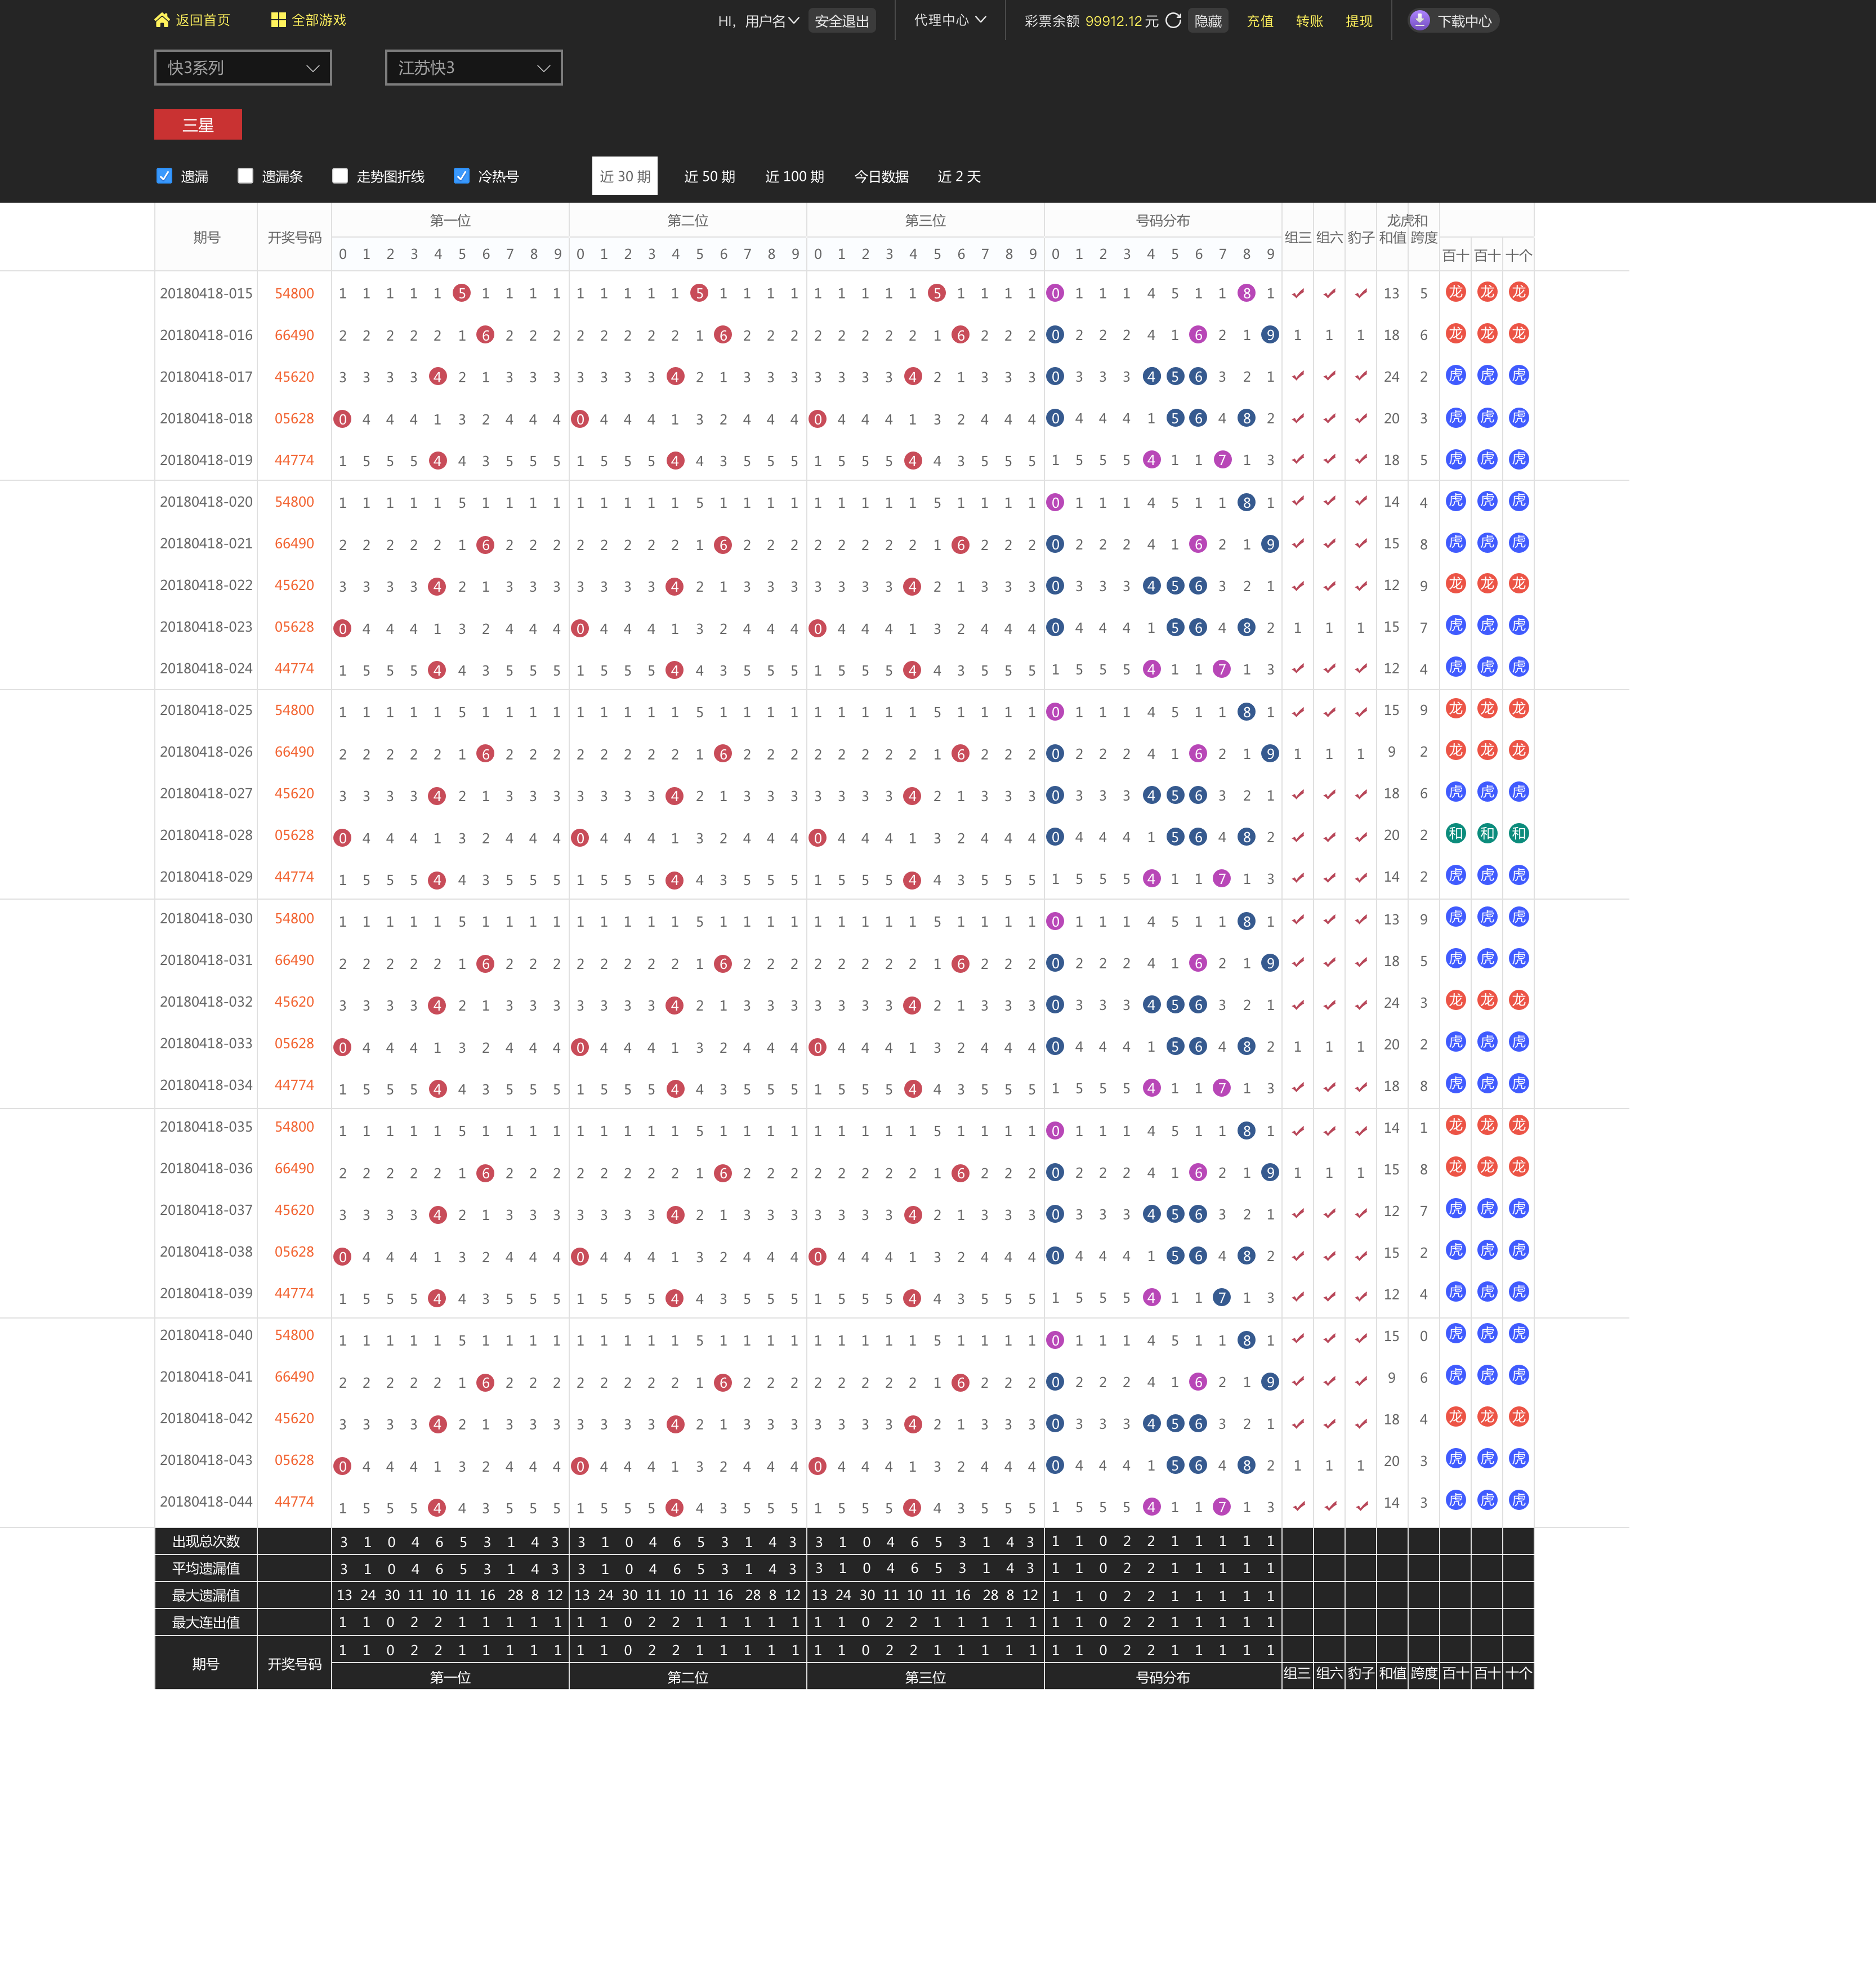 返回首页 全部游戏 HI，用户名 安全退出 代理中心 彩票余额 99912.12 元 隐藏 充值 转账 提现 下载中心
快3系列 江苏快3
三星
遗漏 遗漏条 走势图折线 冷热号 近 30 期 近 50 期 近 100 期 今日数据 近 2 天
期号 开奖号码 第一位 第二位 第三位 号码分布 组三 组六 豹子 龙虎和 和值 跨度
0 1 2 3 4 5 6 7 8 9 0 1 2 3 4 5 6 7 8 9 0 1 2 3 4 5 6 7 8 9 0 1 2 3 4 5 6 7 8 9 百十 百十 十个
20180418-015 54800 1 1 1 1 1 5 1 1 1 1 1 1 1 1 1 5 1 1 1 1 1 1 1 1 1 5 1 1 1 1 0 1 1 1 4 5 1 1 8 1 13 5 龙 龙 龙
20180418-016 66490 2 2 2 2 2 1 6 2 2 2 2 2 2 2 2 1 6 2 2 2 2 2 2 2 2 1 6 2 2 2 0 2 2 2 4 1 6 2 1 9 1 1 1 18 6 龙 龙 龙
20180418-017 45620 3 3 3 3 4 2 1 3 3 3 3 3 3 3 4 2 1 3 3 3 3 3 3 3 4 2 1 3 3 3 0 3 3 3 4 5 6 3 2 1 24 2 虎 虎 虎
20180418-018 05628 0 4 4 4 1 3 2 4 4 4 0 4 4 4 1 3 2 4 4 4 0 4 4 4 1 3 2 4 4 4 0 4 4 4 1 5 6 4 8 2 20 3 虎 虎 虎
20180418-019 44774 1 5 5 5 4 4 3 5 5 5 1 5 5 5 4 4 3 5 5 5 1 5 5 5 4 4 3 5 5 5 1 5 5 5 4 1 1 7 1 3 18 5 虎 虎 虎
20180418-020 54800 1 1 1 1 1 5 1 1 1 1 1 1 1 1 1 5 1 1 1 1 1 1 1 1 1 5 1 1 1 1 0 1 1 1 4 5 1 1 8 1 14 4 虎 虎 虎
20180418-021 66490 2 2 2 2 2 1 6 2 2 2 2 2 2 2 2 1 6 2 2 2 2 2 2 2 2 1 6 2 2 2 0 2 2 2 4 1 6 2 1 9 15 8 虎 虎 虎
20180418-022 45620 3 3 3 3 4 2 1 3 3 3 3 3 3 3 4 2 1 3 3 3 3 3 3 3 4 2 1 3 3 3 0 3 3 3 4 5 6 3 2 1 12 9 龙 龙 龙
20180418-023 05628 0 4 4 4 1 3 2 4 4 4 0 4 4 4 1 3 2 4 4 4 0 4 4 4 1 3 2 4 4 4 0 4 4 4 1 5 6 4 8 2 1 1 1 15 7 虎 虎 虎
20180418-024 44774 1 5 5 5 4 4 3 5 5 5 1 5 5 5 4 4 3 5 5 5 1 5 5 5 4 4 3 5 5 5 1 5 5 5 4 1 1 7 1 3 12 4 虎 虎 虎
20180418-025 54800 1 1 1 1 1 5 1 1 1 1 1 1 1 1 1 5 1 1 1 1 1 1 1 1 1 5 1 1 1 1 0 1 1 1 4 5 1 1 8 1 15 9 龙 龙 龙
20180418-026 66490 2 2 2 2 2 1 6 2 2 2 2 2 2 2 2 1 6 2 2 2 2 2 2 2 2 1 6 2 2 2 0 2 2 2 4 1 6 2 1 9 1 1 1 9 2 龙 龙 龙
20180418-027 45620 3 3 3 3 4 2 1 3 3 3 3 3 3 3 4 2 1 3 3 3 3 3 3 3 4 2 1 3 3 3 0 3 3 3 4 5 6 3 2 1 18 6 虎 虎 虎
20180418-028 05628 0 4 4 4 1 3 2 4 4 4 0 4 4 4 1 3 2 4 4 4 0 4 4 4 1 3 2 4 4 4 0 4 4 4 1 5 6 4 8 2 20 2 和 和 和
20180418-029 44774 1 5 5 5 4 4 3 5 5 5 1 5 5 5 4 4 3 5 5 5 1 5 5 5 4 4 3 5 5 5 1 5 5 5 4 1 1 7 1 3 14 2 虎 虎 虎
20180418-030 54800 1 1 1 1 1 5 1 1 1 1 1 1 1 1 1 5 1 1 1 1 1 1 1 1 1 5 1 1 1 1 0 1 1 1 4 5 1 1 8 1 13 9 虎 虎 虎
20180418-031 66490 2 2 2 2 2 1 6 2 2 2 2 2 2 2 2 1 6 2 2 2 2 2 2 2 2 1 6 2 2 2 0 2 2 2 4 1 6 2 1 9 18 5 虎 虎 虎
20180418-032 45620 3 3 3 3 4 2 1 3 3 3 3 3 3 3 4 2 1 3 3 3 3 3 3 3 4 2 1 3 3 3 0 3 3 3 4 5 6 3 2 1 24 3 龙 龙 龙
20180418-033 05628 0 4 4 4 1 3 2 4 4 4 0 4 4 4 1 3 2 4 4 4 0 4 4 4 1 3 2 4 4 4 0 4 4 4 1 5 6 4 8 2 1 1 1 20 2 虎 虎 虎
20180418-034 44774 1 5 5 5 4 4 3 5 5 5 1 5 5 5 4 4 3 5 5 5 1 5 5 5 4 4 3 5 5 5 1 5 5 5 4 1 1 7 1 3 18 8 虎 虎 虎
20180418-035 54800 1 1 1 1 1 5 1 1 1 1 1 1 1 1 1 5 1 1 1 1 1 1 1 1 1 5 1 1 1 1 0 1 1 1 4 5 1 1 8 1 14 1 龙 龙 龙
20180418-036 66490 2 2 2 2 2 1 6 2 2 2 2 2 2 2 2 1 6 2 2 2 2 2 2 2 2 1 6 2 2 2 0 2 2 2 4 1 6 2 1 9 1 1 1 15 8 龙 龙 龙
20180418-037 45620 3 3 3 3 4 2 1 3 3 3 3 3 3 3 4 2 1 3 3 3 3 3 3 3 4 2 1 3 3 3 0 3 3 3 4 5 6 3 2 1 12 7 虎 虎 虎
20180418-038 05628 0 4 4 4 1 3 2 4 4 4 0 4 4 4 1 3 2 4 4 4 0 4 4 4 1 3 2 4 4 4 0 4 4 4 1 5 6 4 8 2 15 2 虎 虎 虎
20180418-039 44774 1 5 5 5 4 4 3 5 5 5 1 5 5 5 4 4 3 5 5 5 1 5 5 5 4 4 3 5 5 5 1 5 5 5 4 1 1 7 1 3 12 4 虎 虎 虎
20180418-040 54800 1 1 1 1 1 5 1 1 1 1 1 1 1 1 1 5 1 1 1 1 1 1 1 1 1 5 1 1 1 1 0 1 1 1 4 5 1 1 8 1 15 0 虎 虎 虎
20180418-041 66490 2 2 2 2 2 1 6 2 2 2 2 2 2 2 2 1 6 2 2 2 2 2 2 2 2 1 6 2 2 2 0 2 2 2 4 1 6 2 1 9 9 6 虎 虎 虎
20180418-042 45620 3 3 3 3 4 2 1 3 3 3 3 3 3 3 4 2 1 3 3 3 3 3 3 3 4 2 1 3 3 3 0 3 3 3 4 5 6 3 2 1 18 4 龙 龙 龙
20180418-043 05628 0 4 4 4 1 3 2 4 4 4 0 4 4 4 1 3 2 4 4 4 0 4 4 4 1 3 2 4 4 4 0 4 4 4 1 5 6 4 8 2 1 1 1 20 3 虎 虎 虎
20180418-044 44774 1 5 5 5 4 4 3 5 5 5 1 5 5 5 4 4 3 5 5 5 1 5 5 5 4 4 3 5 5 5 1 5 5 5 4 1 1 7 1 3 14 3 虎 虎 虎
出现总次数 3 1 0 4 6 5 3 1 4 3 3 1 0 4 6 5 3 1 4 3 3 1 0 4 6 5 3 1 4 3 1 1 0 2 2 1 1 1 1 1
平均遗漏值 3 1 0 4 6 5 3 1 4 3 3 1 0 4 6 5 3 1 4 3 3 1 0 4 6 5 3 1 4 3 1 1 0 2 2 1 1 1 1 1
最大遗漏值 13 24 30 11 10 11 16 28 8 12 13 24 30 11 10 11 16 28 8 12 13 24 30 11 10 11 16 28 8 12 1 1 0 2 2 1 1 1 1 1
最大连出值 1 1 0 2 2 1 1 1 1 1 1 1 0 2 2 1 1 1 1 1 1 1 0 2 2 1 1 1 1 1 1 1 0 2 2 1 1 1 1 1
1 1 0 2 2 1 1 1 1 1 1 1 0 2 2 1 1 1 1 1 1 1 0 2 2 1 1 1 1 1 1 1 0 2 2 1 1 1 1 1
期号 开奖号码 第一位 第二位 第三位 号码分布 组三 组六 豹子 和值 跨度 百十 百十 十个